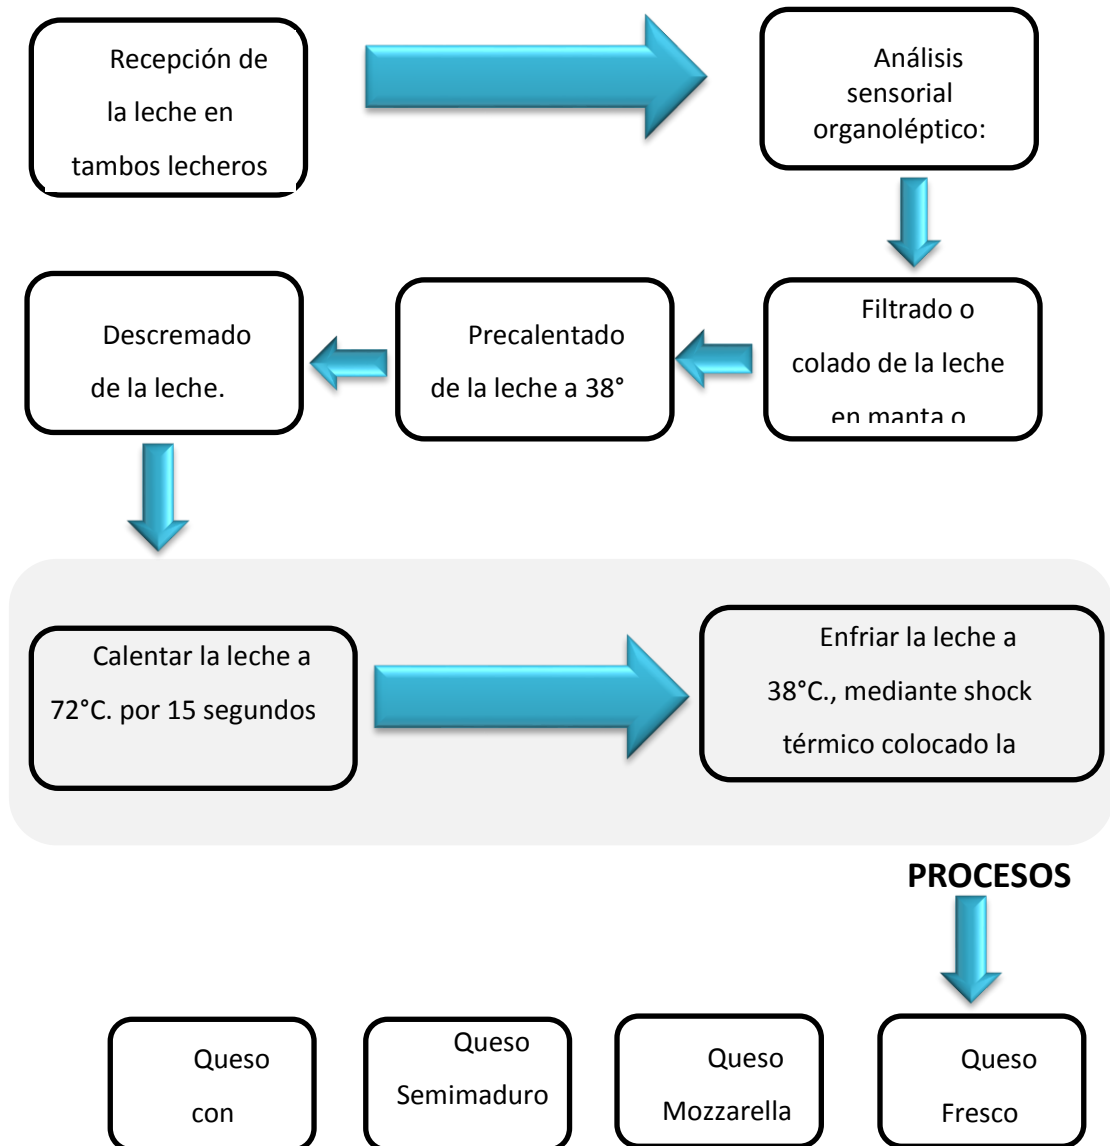 Recepción de
la leche en
tambos lecheros
Análisis
sensorial
organoléptico:
Filtrado o
colado de la leche
en manta o
Precalentado
de la leche a 38°
Descremado
de la leche.
Calentar la leche a
72°C. por 15 segundos
Enfriar la leche a
38°C., mediante shock
térmico colocado la
PROCESOS
Queso
con
Queso
Semimaduro
Queso
Mozzarella
Queso
Fresco